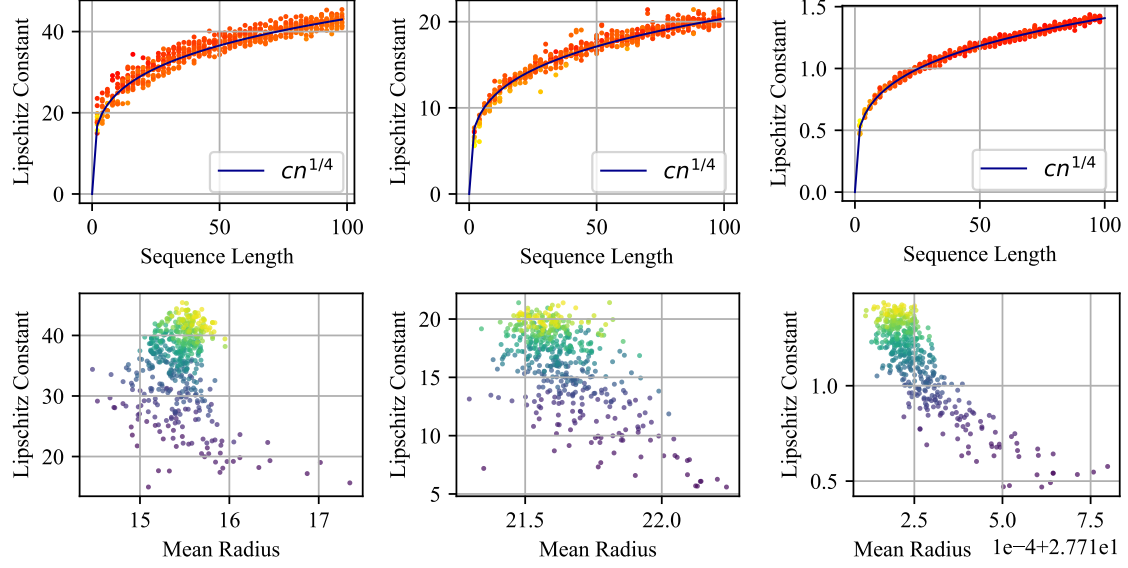 Lipschitz Constant
40
20
0
cn^{1/4}
0
50
100
Sequence Length
Lipschitz Constant
20
10
0
cn^{1/4}
0
50
100
Sequence Length
Lipschitz Constant
1.5
1.0
0.5
0.0
cn^{1/4}
0
50
100
Sequence Length
Lipschitz Constant
40
30
20
15
16
17
Mean Radius
Lipschitz Constant
20
15
10
5
21.5
22.0
Mean Radius
Lipschitz Constant
1.0
0.5
2.5
5.0
7.5
Mean Radius
1e−4+2.771e1